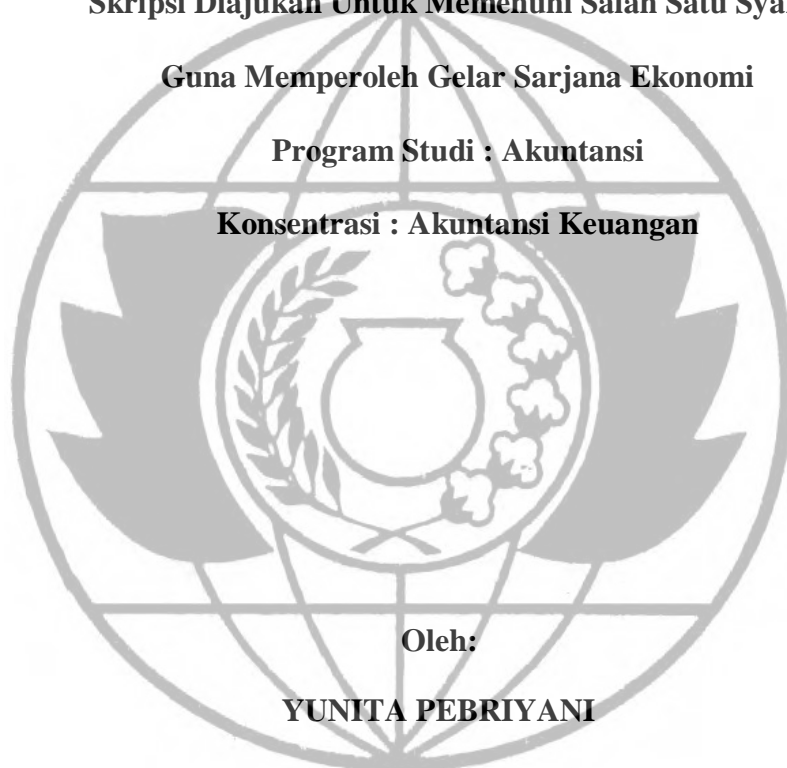 Skripsi Diajukan Untuk Memenuhi Salah Satu Sya
Guna Memperoleh Gelar Sarjana Ekonomi
Program Studi : Akuntansi
Konsentrasi : Akuntansi Keuangan
Oleh:
YUNITA PEBRIYANI